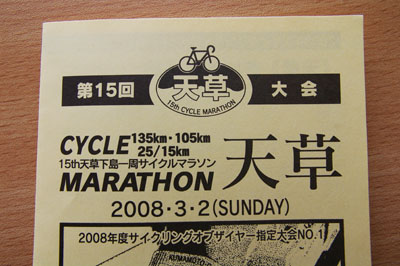 第15回 天草 大会
15th CYCLE MARATHON
CYCLE 135km・105km
25/15km
15th天草下島一周サイクルマラソン
MARATHON 天草
2008・3・2(SUNDAY)
2008年度サイクリングオブザイヤー指定大会NO.1